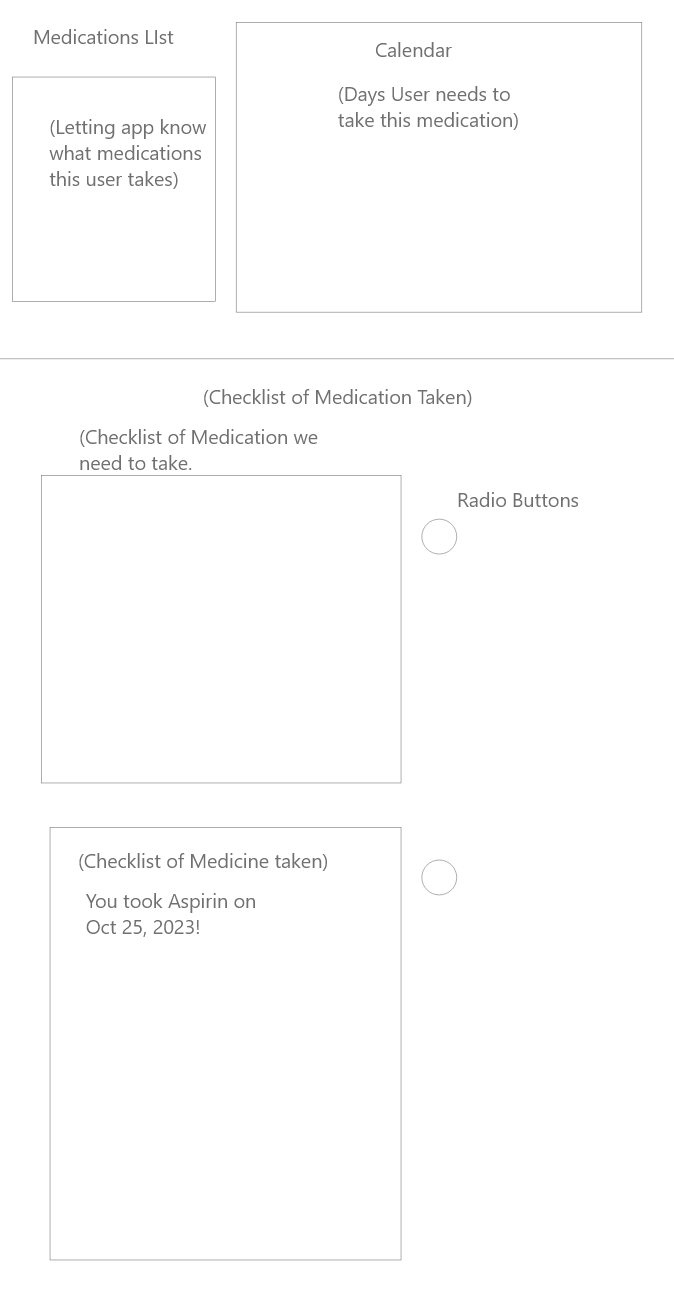 Medications LIst
Calendar
(Days User needs to
take this medication)
(Letting app know
what medications
this user takes)
(Checklist of Medication Taken)
(Checklist of Medication we
need to take.
Radio Buttons
(Checklist of Medicine taken)
You took Aspirin on
Oct 25, 2023!